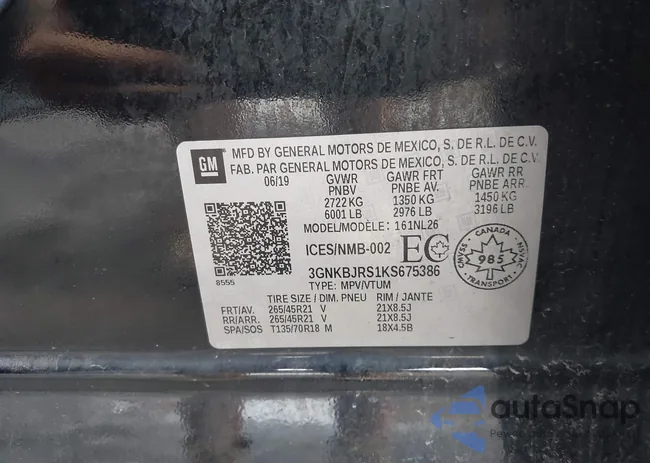 GM
MFD BY GENERAL MOTORS DE MEXICO, S. DE R.L. DE C.V.
FAB. PAR GENERAL MOTORS DE MEXICO, S. DE R.L. DE C.V.
06/19 GVWR GAWR FRT GAWR RR
PNBV PNBE AV. PNBE ARR.
2722 KG 1350 KG 1450 KG
6001 LB 2976 LB 3196 LB
MODEL/MODÈLE: 161NL26
ICES/NMB-002 EC
CANADA
CMVSS 985 NSVAC
TRANSPORT
3GNKBJRS1KS675386
8555
TYPE: MPV/VTUM
TIRE SIZE / DIM. PNEU RIM / JANTE
FRT/AV. 265/45R21 V 21X8.5J
RR/ARR. 265/45R21 V 21X8.5J
SPA/SOS T135/70R18 M 18X4.5B
autoSnap